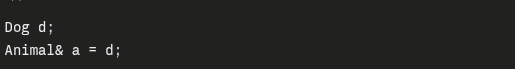 Dog d;
Animal& a = d;